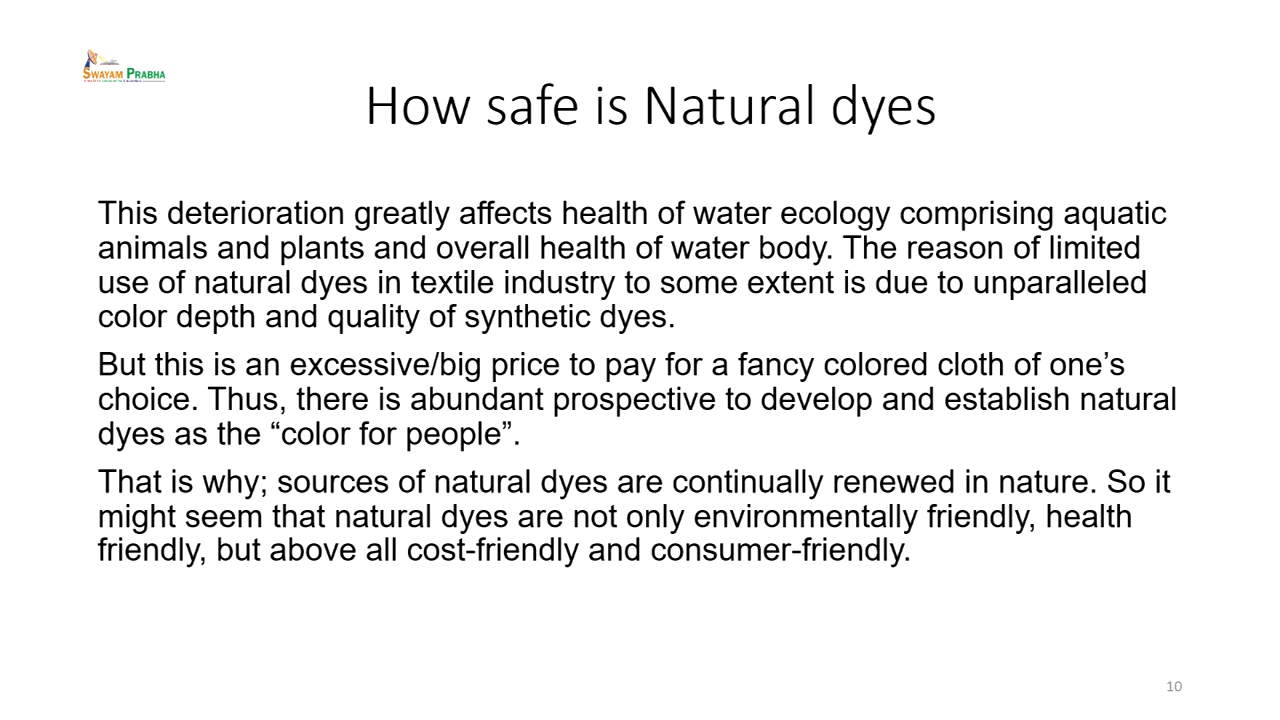 SWAYAM PRABHA
How safe is Natural dyes
This deterioration greatly affects health of water ecology comprising aquatic
animals and plants and overall health of water body. The reason of limited
use of natural dyes in textile industry to some extent is due to unparalleled
color depth and quality of synthetic dyes.
But this is an excessive/big price to pay for a fancy colored cloth of one’s
choice. Thus, there is abundant prospective to develop and establish natural
dyes as the “color for people”.
That is why; sources of natural dyes are continually renewed in nature. So it
might seem that natural dyes are not only environmentally friendly, health
friendly, but above all cost-friendly and consumer-friendly.
10